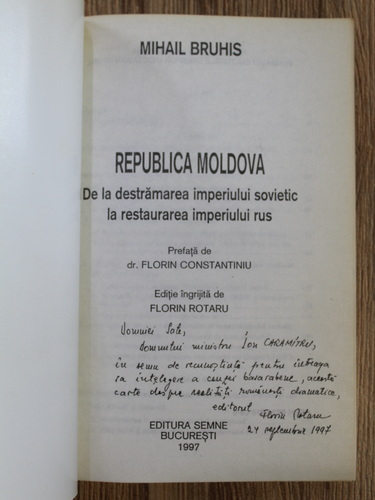 MIHAIL BRUHIS
REPUBLICA MOLDOVA
De la destrămarea imperiului sovietic
la restaurarea imperiului rus
Prefaţă de
dr. FLORIN CONSTANTINIU
Ediţie îngrijită de
FLORIN ROTARU
Domniei Sale,
Domnului ministru Ion CARAMITRU,
în semn de recunoştinţă pentru întreaga
sa înţelegere a cauzei basarabene, această
carte despre realităţi româneşti dramatice,
editorul
Florin Rotaru
24 septembrie 1997
EDITURA SEMNE
BUCUREŞTI
1997